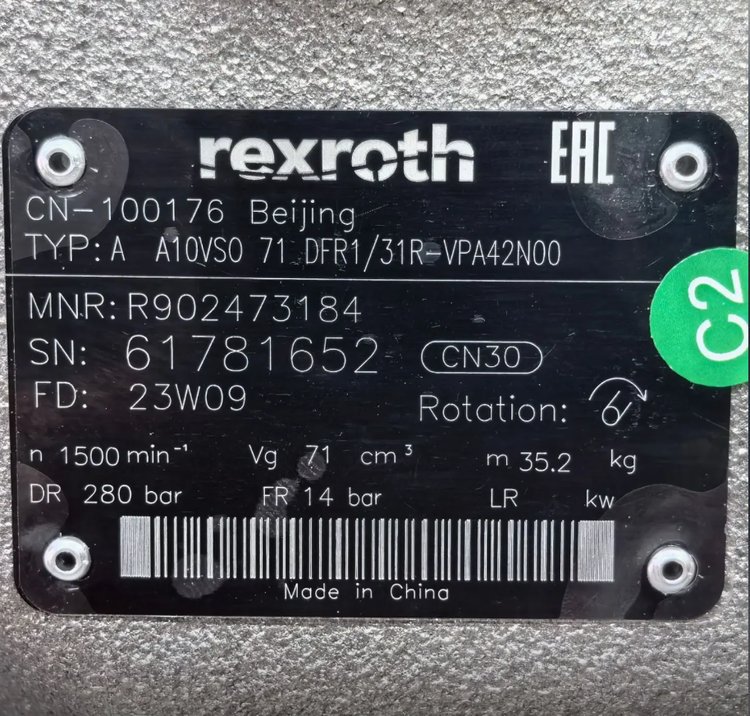 rexroth EAC
CN-100176 Beijing
TYP: A A10VSO 71 DFR1/31R-VPA42N00
C2
MNR: R902473184
SN: 61781652 CN30
FD: 23W09
Rotation:
n 1500 min⁻¹ Vg 71 cm³ m 35.2 kg
DR 280 bar FR 14 bar LR kw
Made in China